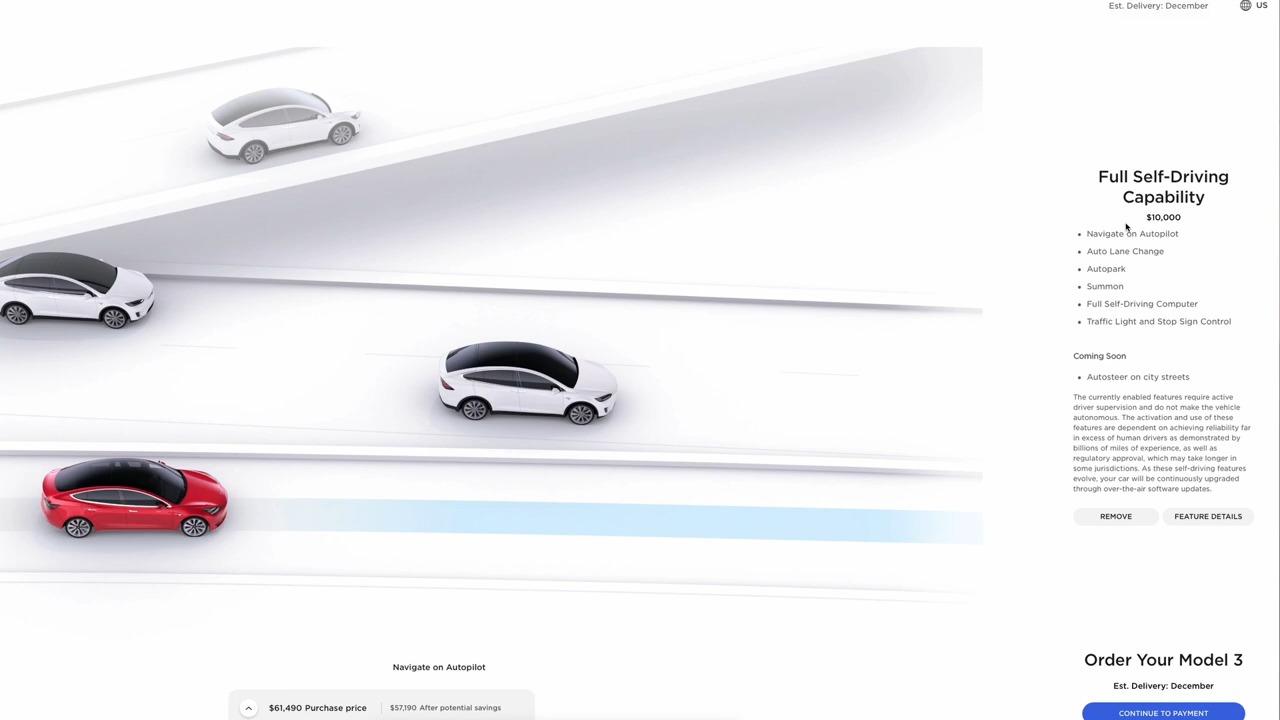 Est. Delivery: December
US
Full Self-Driving
Capability
$10,000
Navigate on Autopilot
Auto Lane Change
Autopark
Summon
Full Self-Driving Computer
Traffic Light and Stop Sign Control
Coming Soon
Autosteer on city streets
The currently enabled features require active
driver supervision and do not make the vehicle
autonomous. The activation and use of these
features are dependent on achieving reliability far
in excess of human drivers as demonstrated by
billions of miles of experience, as well as
regulatory approval, which may take longer in
some jurisdictions. As these self-driving features
evolve, your car will be continuously upgraded
through over-the-air software updates.
REMOVE
FEATURE DETAILS
Navigate on Autopilot
$61,490 Purchase price
$57,190 After potential savings
Order Your Model 3
Est. Delivery: December
CONTINUE TO PAYMENT